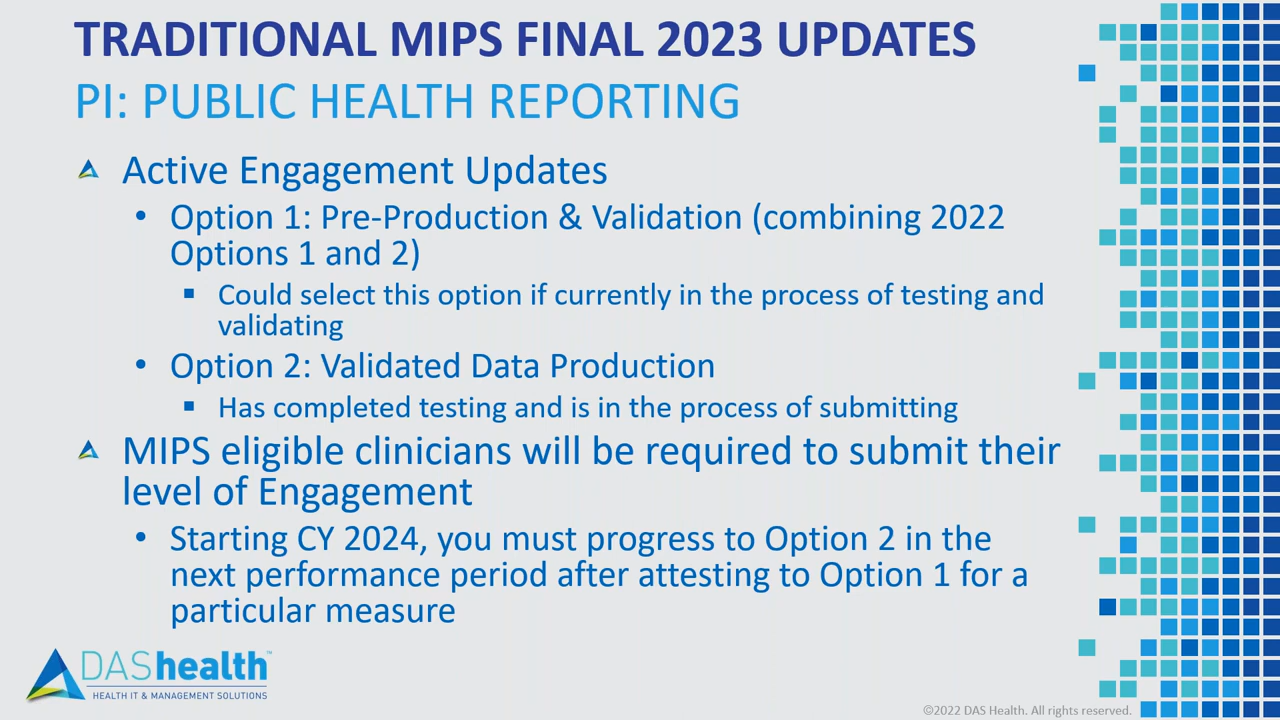 TRADITIONAL MIPS FINAL 2023 UPDATES
PI: PUBLIC HEALTH REPORTING
Active Engagement Updates
• Option 1: Pre-Production & Validation (combining 2022
Options 1 and 2)
▪ Could select this option if currently in the process of testing and
validating
• Option 2: Validated Data Production
▪ Has completed testing and is in the process of submitting
MIPS eligible clinicians will be required to submit their
level of Engagement
• Starting CY 2024, you must progress to Option 2 in the
next performance period after attesting to Option 1 for a
particular measure
DAShealth™
HEALTH IT & MANAGEMENT SOLUTIONS
©2022 DAS Health. All rights reserved.